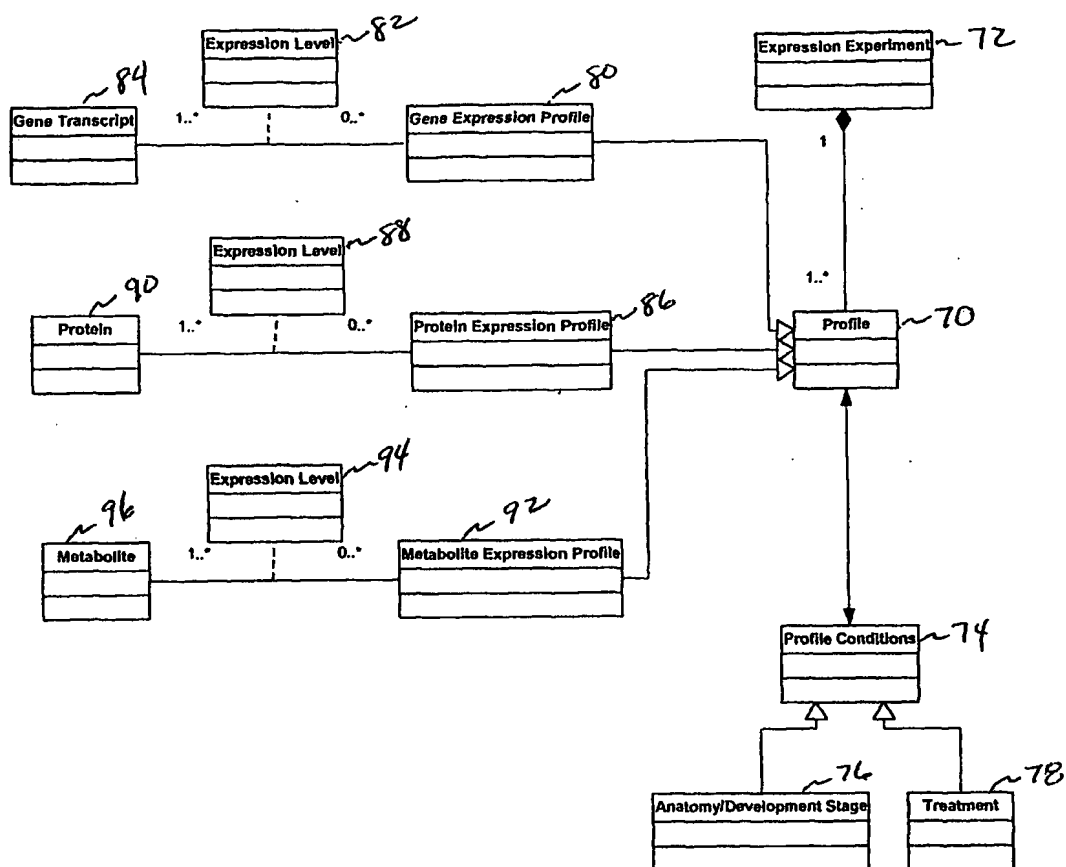 Expression Level 82
Expression Experiment 72
84
80
Gene Transcript
1..*
0..*
Gene Expression Profile
1
Expression Level 88
90
86
1..*
Protein
1..*
0..*
Protein Expression Profile
Profile 70
Expression Level 94
96
92
Metabolite
1..*
0..*
Metabolite Expression Profile
Profile Conditions 74
76
78
Anatomy/Development Stage
Treatment